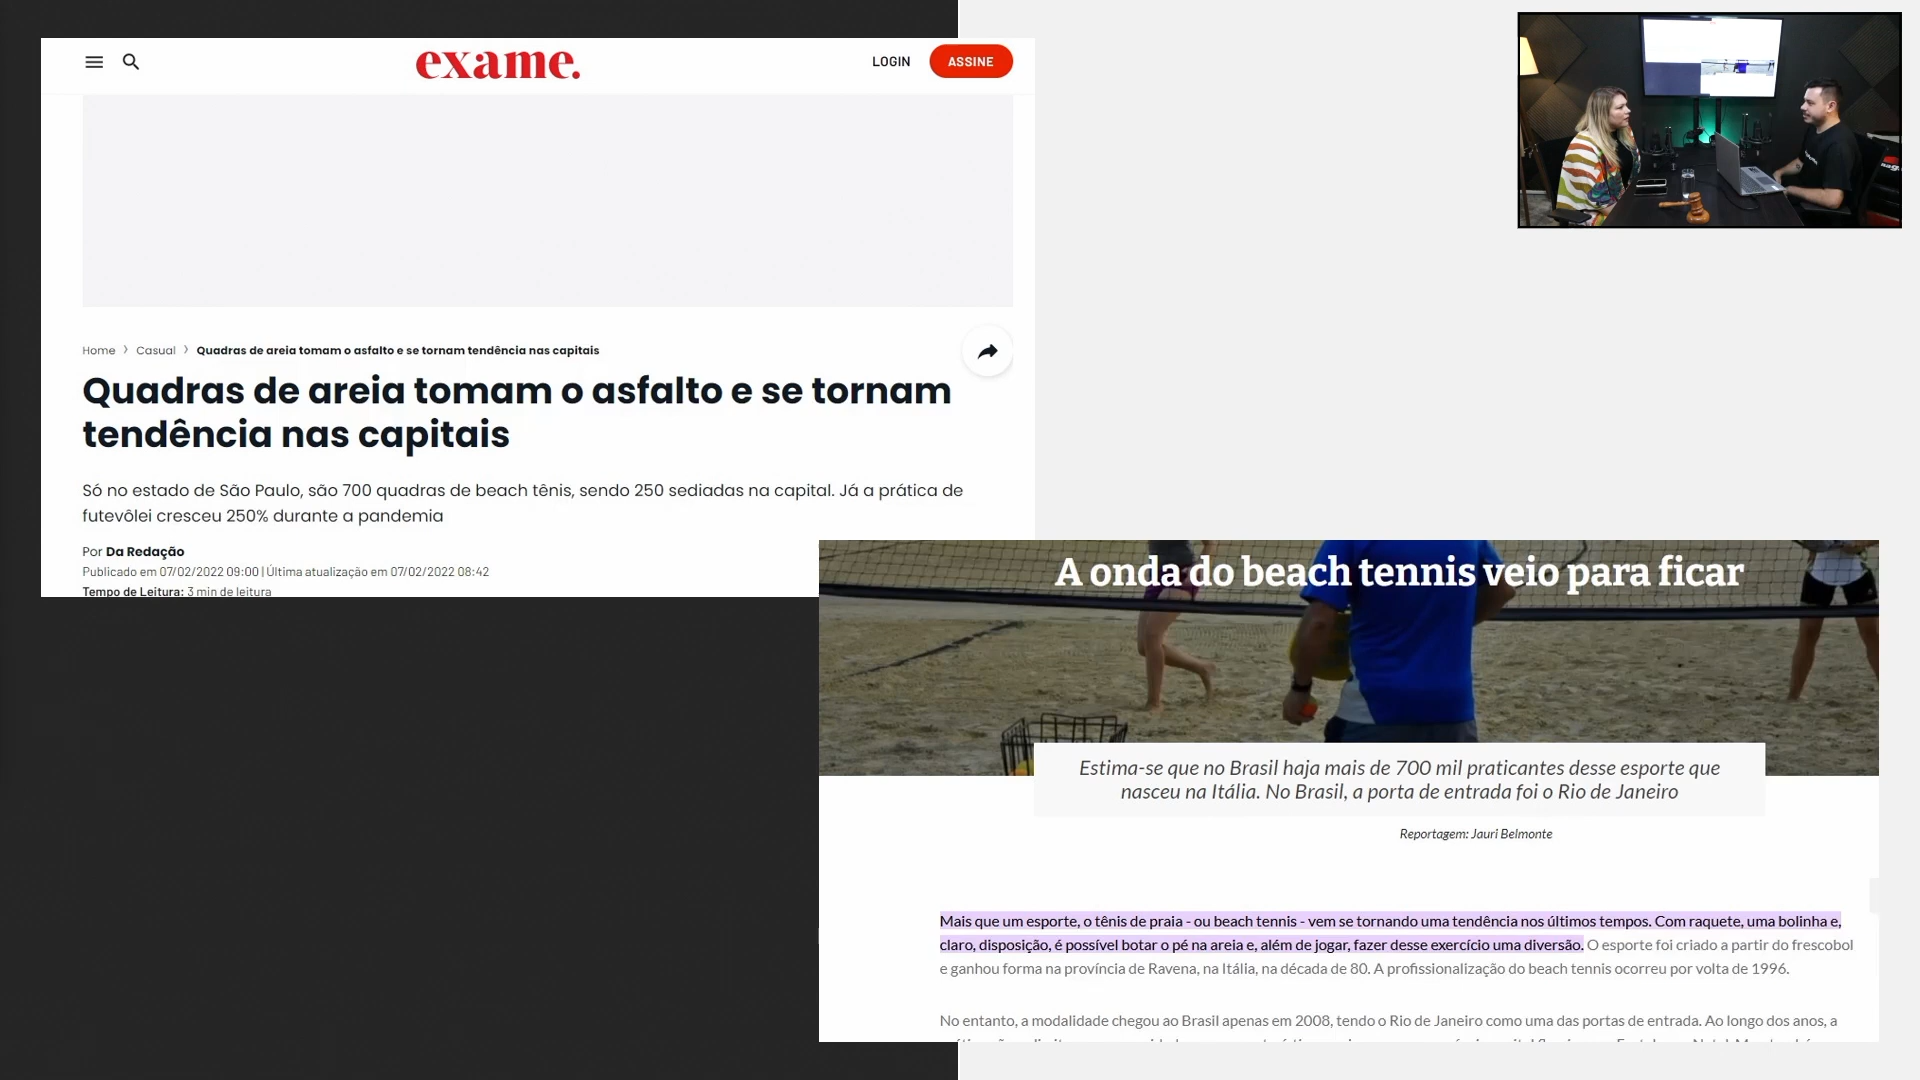 exame.
LOGIN
ASSINE
Home > Casual > Quadras de areia tomam o asfalto e se tornam tendência nas capitais
Quadras de areia tomam o asfalto e se tornam
tendência nas capitais
Só no estado de São Paulo, são 700 quadras de beach tênis, sendo 250 sediadas na capital. Já a prática de
futevôlei cresceu 250% durante a pandemia
Por Da Redação
Publicado em 07/02/2022 09:00 | Última atualização em 07/02/2022 08:42
Tempo de Leitura: 3 min de leitura
A onda do beach tennis veio para ficar
Estima-se que no Brasil haja mais de 700 mil praticantes desse esporte que
nasceu na Itália. No Brasil, a porta de entrada foi o Rio de Janeiro
Reportagem: Jauri Belmonte
Mais que um esporte, o tênis de praia - ou beach tennis - vem se tornando uma tendência nos últimos tempos. Com raquete, uma bolinha e,
claro, disposição, é possível botar o pé na areia e, além de jogar, fazer desse exercício uma diversão. O esporte foi criado a partir do frescobol
e ganhou forma na província de Ravena, na Itália, na década de 80. A profissionalização do beach tennis ocorreu por volta de 1996.
No entanto, a modalidade chegou ao Brasil apenas em 2008, tendo o Rio de Janeiro como uma das portas de entrada. Ao longo dos anos, a